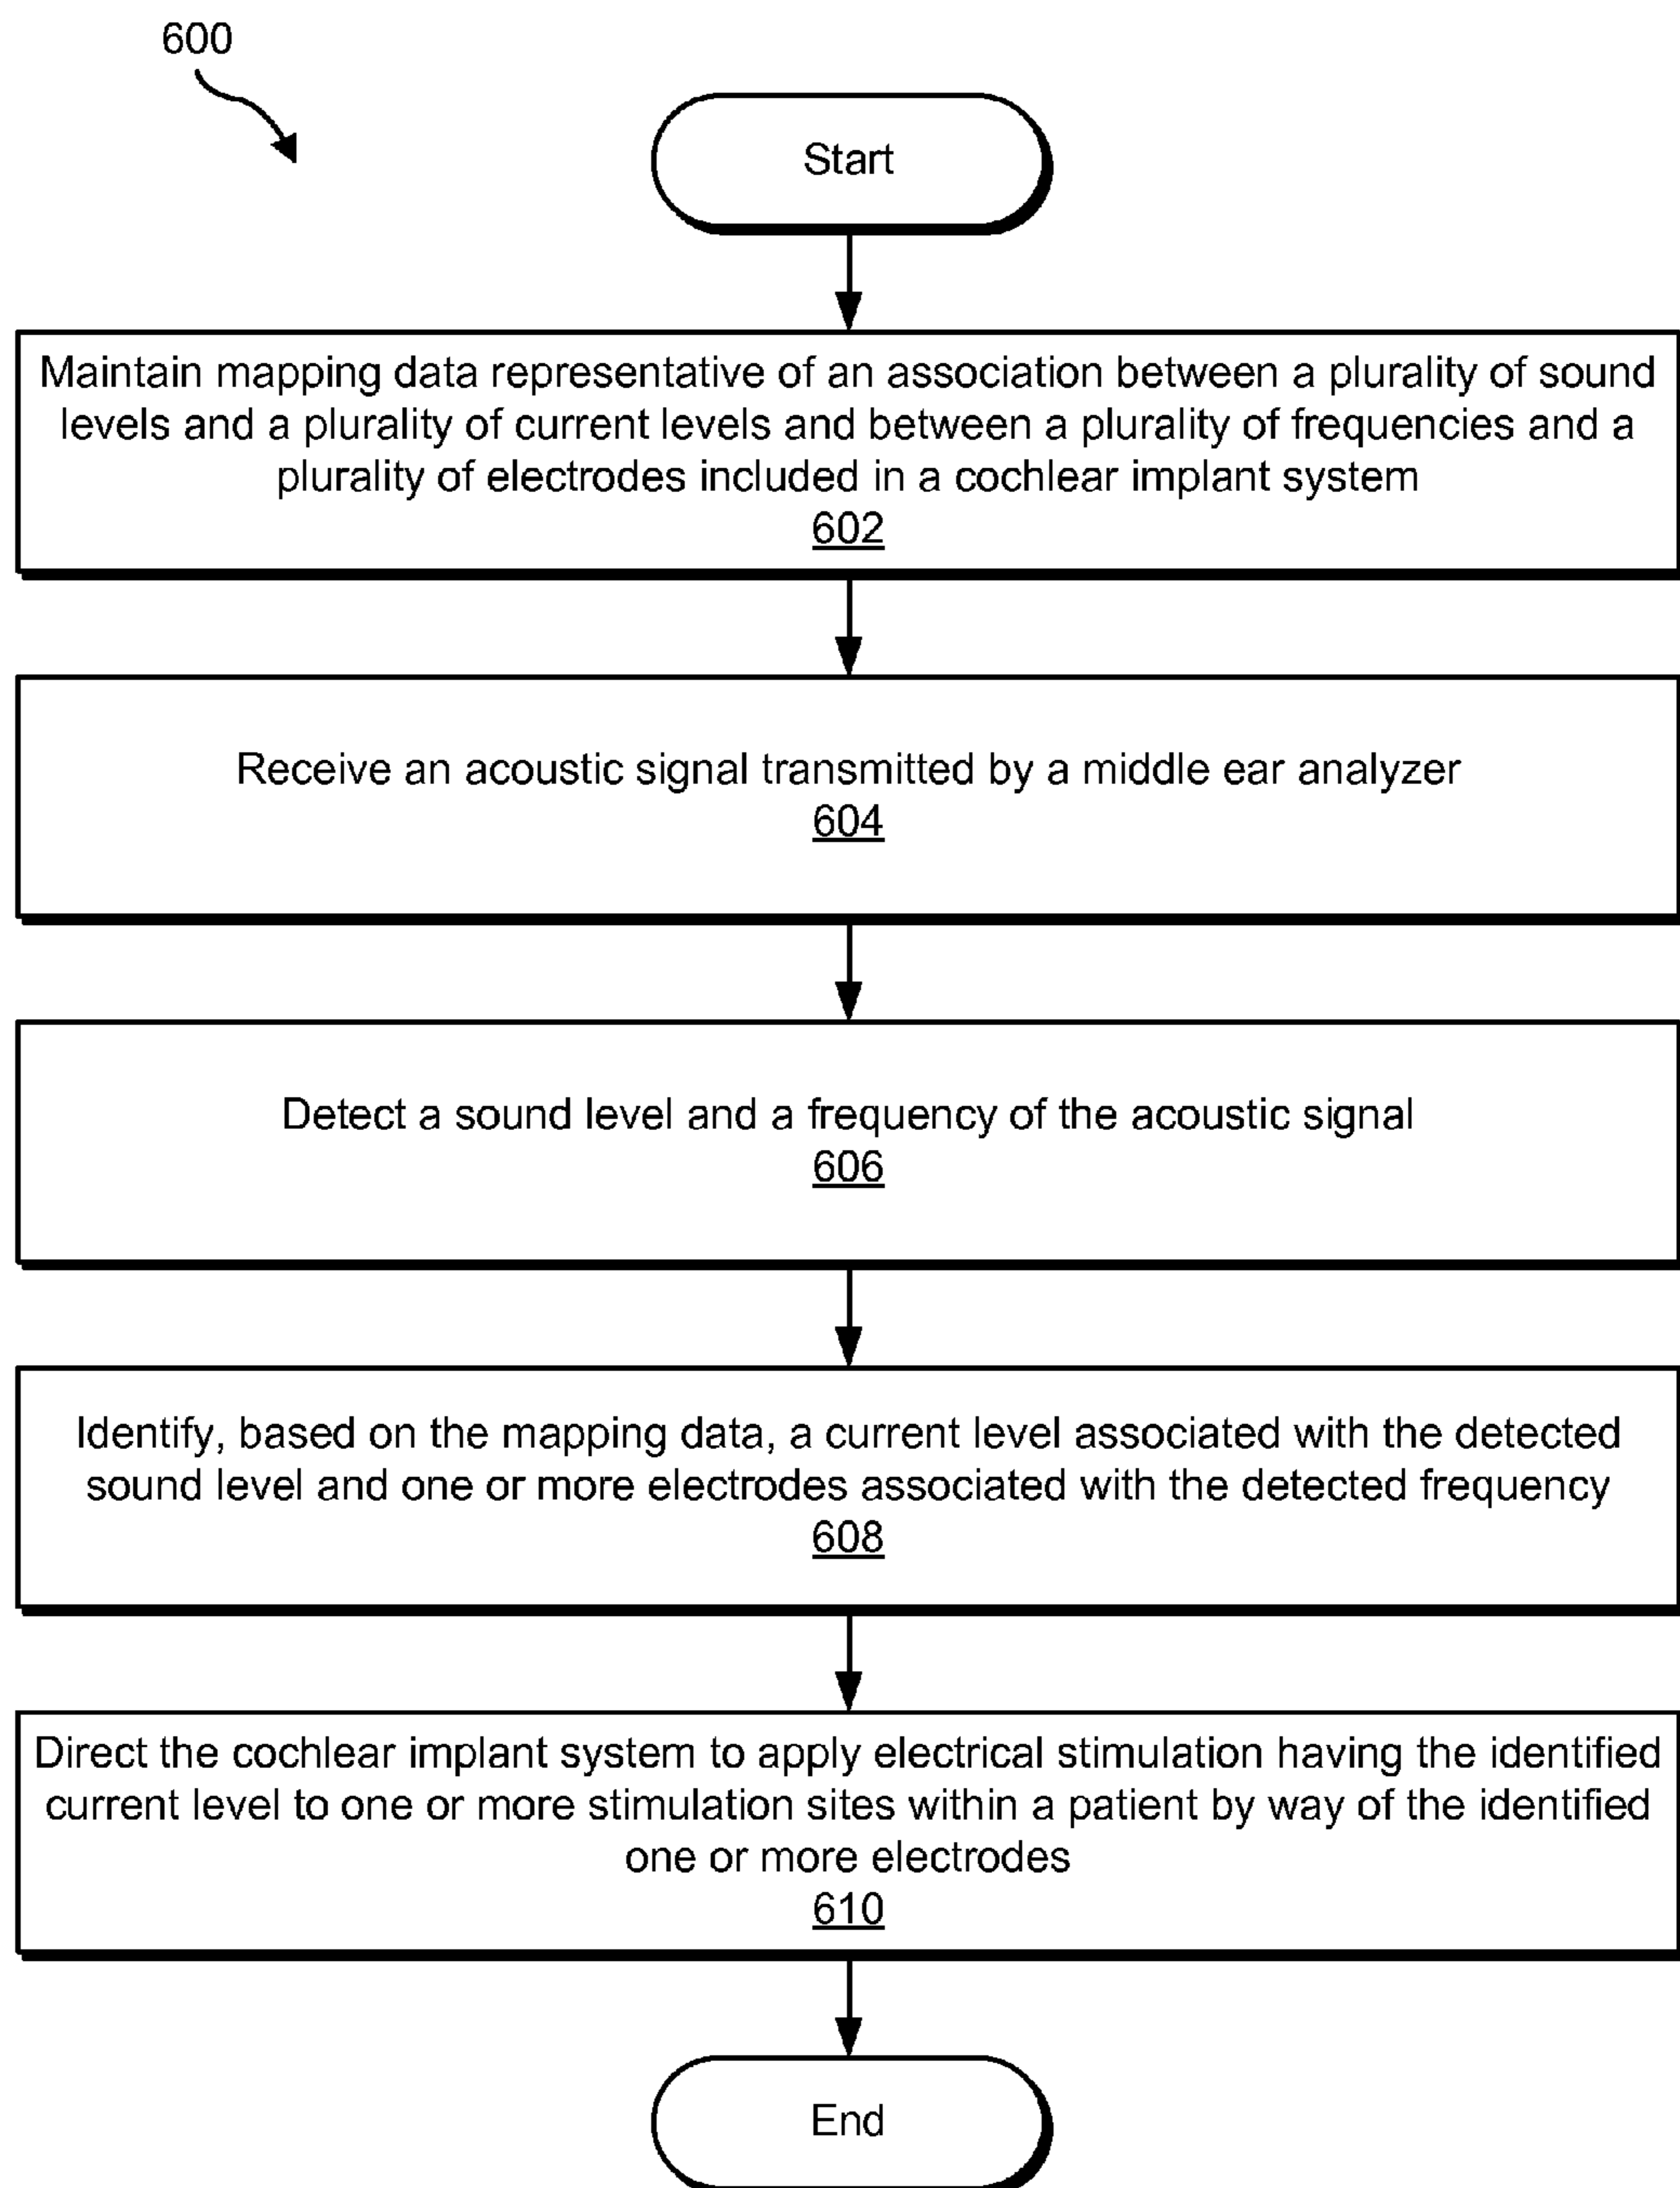 600
Start
Maintain mapping data representative of an association between a plurality of sound
levels and a plurality of current levels and between a plurality of frequencies and a
plurality of electrodes included in a cochlear implant system
602
Receive an acoustic signal transmitted by a middle ear analyzer
604
Detect a sound level and a frequency of the acoustic signal
606
Identify, based on the mapping data, a current level associated with the detected
sound level and one or more electrodes associated with the detected frequency
608
Direct the cochlear implant system to apply electrical stimulation having the identified
current level to one or more stimulation sites within a patient by way of the identified
one or more electrodes
610
End